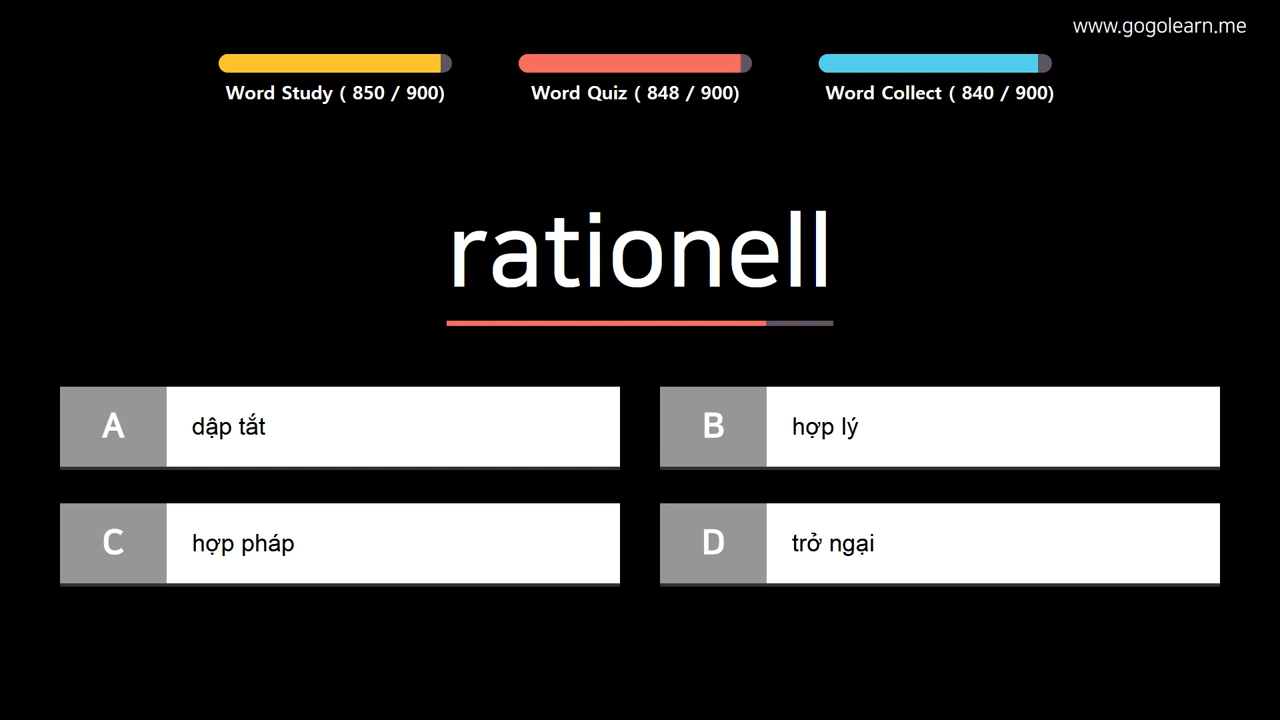 www.gogolearn.me
Word Study ( 850 / 900)
Word Quiz ( 848 / 900)
Word Collect ( 840 / 900)
rationell
A dập tắt
B hợp lý
C hợp pháp
D trở ngại